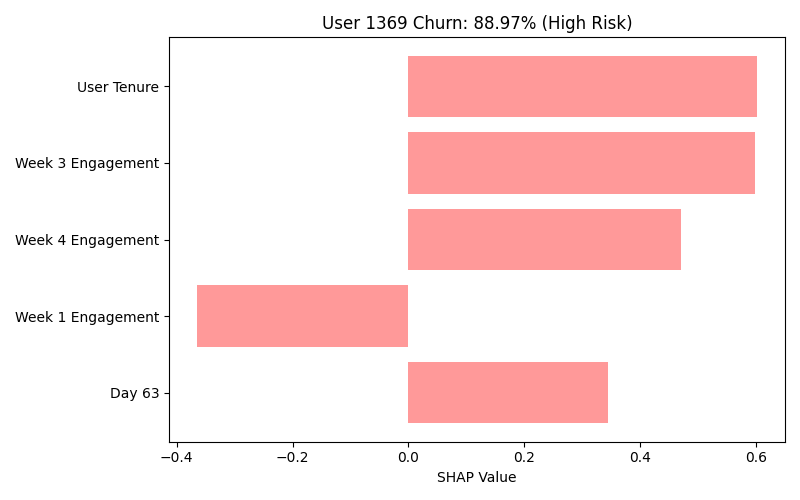 User 1369 Churn: 88.97% (High Risk)
User Tenure
Week 3 Engagement
Week 4 Engagement
Week 1 Engagement
Day 63
−0.4 −0.2 0.0 0.2 0.4 0.6
SHAP Value